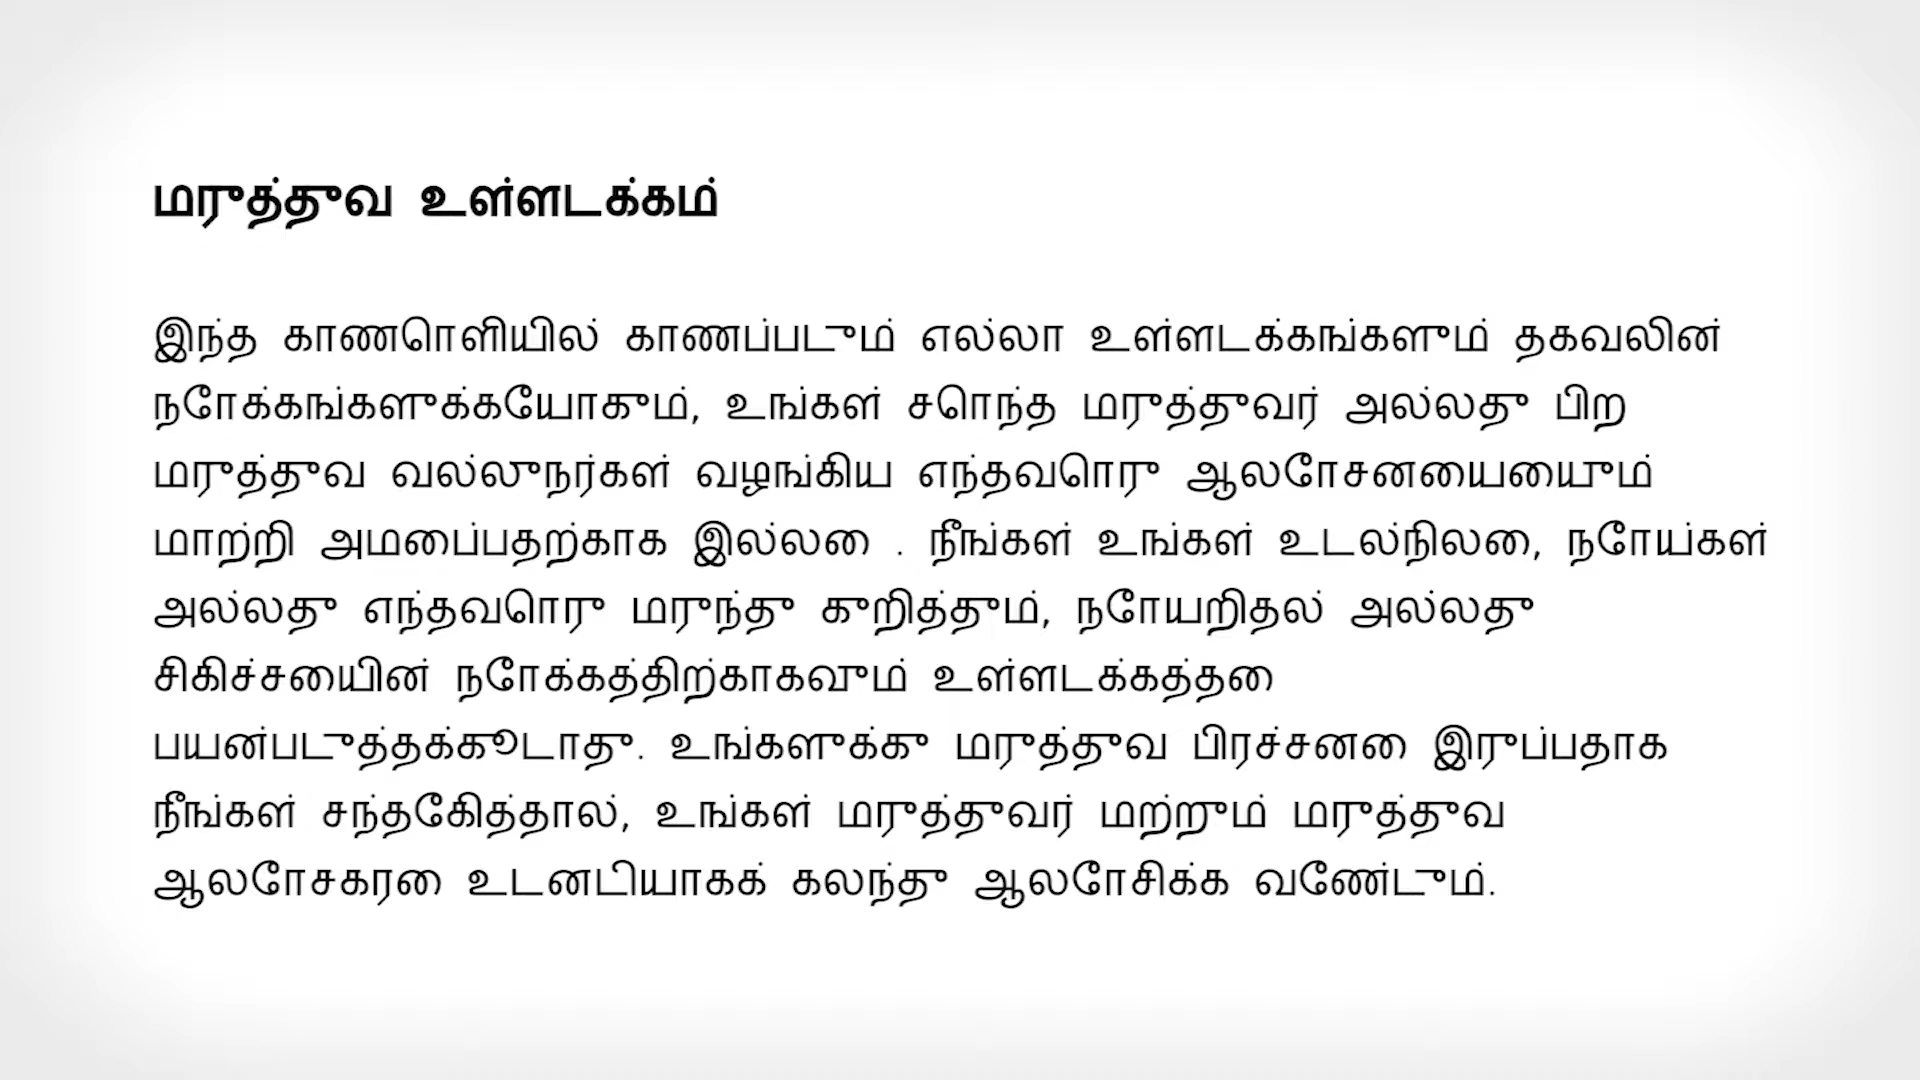 மருத்துவ உள்ளடக்கம்
இந்த காணொளியில் காணப்படும் எல்லா உள்ளடக்கங்களும் தகவலின்
நோக்கங்களுக்கேயாகும், உங்கள் சொந்த மருத்துவர் அல்லது பிற
மருத்துவ வல்லுநர்கள் வழங்கிய எந்தவொரு ஆலோசனையையையும்
மாற்றி அமைப்பதற்காக இல்லை . நீங்கள் உங்கள் உடல்நிலை, நோய்கள்
அல்லது எந்தவொரு மருந்து குறித்தும், நோயறிதல் அல்லது
சிகிச்சையின் நோக்கத்திற்காகவும் உள்ளடக்கத்தை
பயன்படுத்தக்கூடாது. உங்களுக்கு மருத்துவ பிரச்சனை இருப்பதாக
நீங்கள் சந்தேகித்தால், உங்கள் மருத்துவர் மற்றும் மருத்துவ
ஆலோசகரை உடனடியாகக் கலந்து ஆலோசிக்க வேண்டும்.